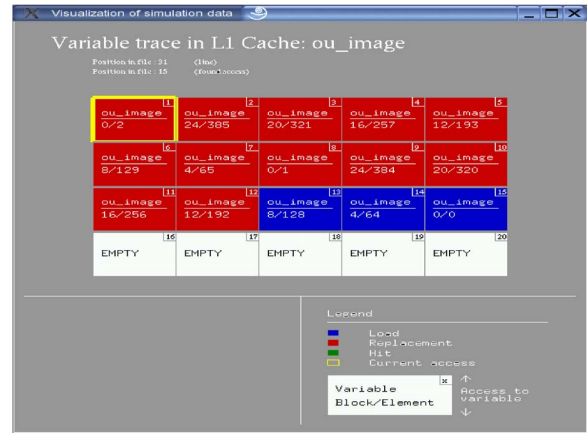 Visualization of simulation data
Variable trace in L1 Cache: ou_image
Position in file : 31 (line)
Position in file : 15 (foundaccess)
1 2 3 4 5
ou_image ou_image ou_image ou_image ou_image
0/2 24/385 20/321 16/257 12/193
6 7 8 9 10
ou_image ou_image ou_image ou_image ou_image
8/129 4/65 0/1 24/384 20/320
11 12 13 14 15
ou_image ou_image ou_image ou_image ou_image
16/256 12/192 8/128 4/64 0/0
16 17 18 19 20
EMPTY EMPTY EMPTY EMPTY EMPTY
Legend
Load
Replacement
Hit
Current access
x
Variable
Block/Element
Access to
variable